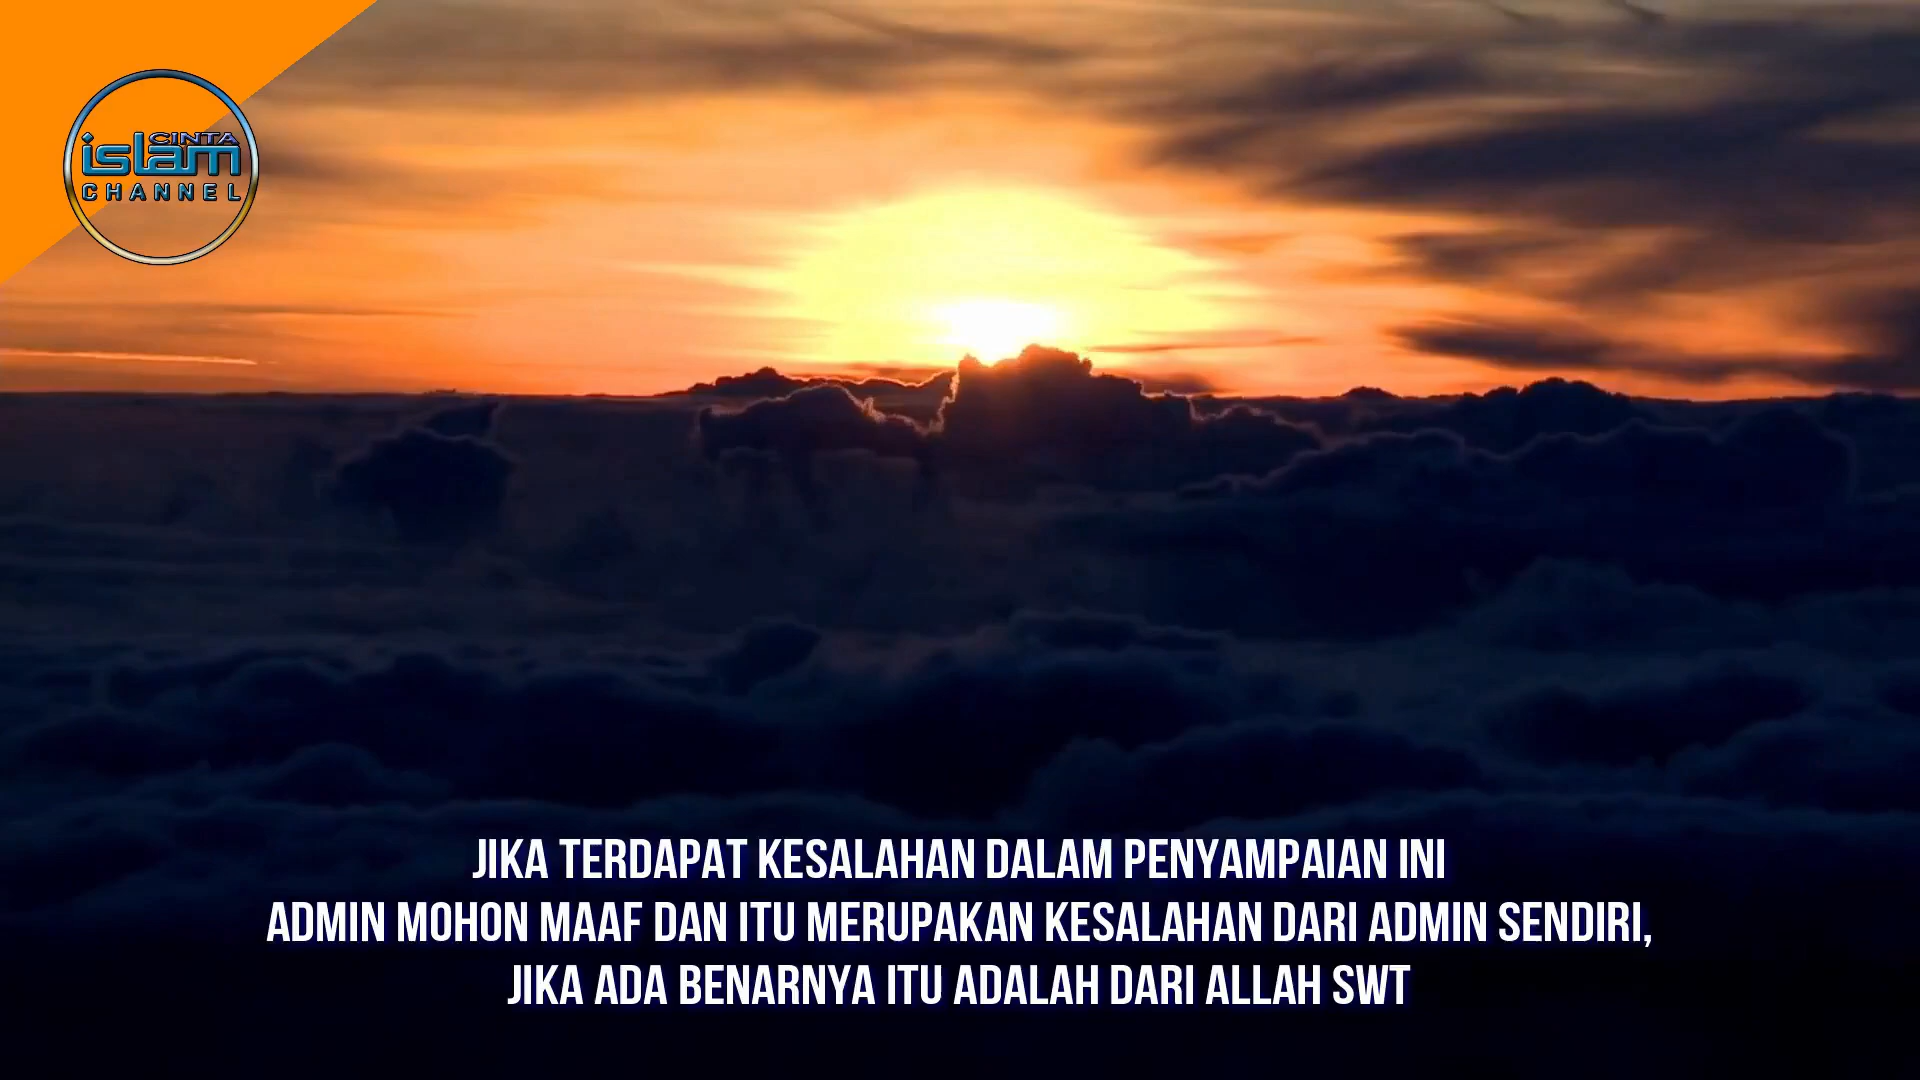 CINTA
islam
CHANNEL
JIKA TERDAPAT KESALAHAN DALAM PENYAMPAIAN INI
ADMIN MOHON MAAF DAN ITU MERUPAKAN KESALAHAN DARI ADMIN SENDIRI,
JIKA ADA BENARNYA ITU ADALAH DARI ALLAH SWT